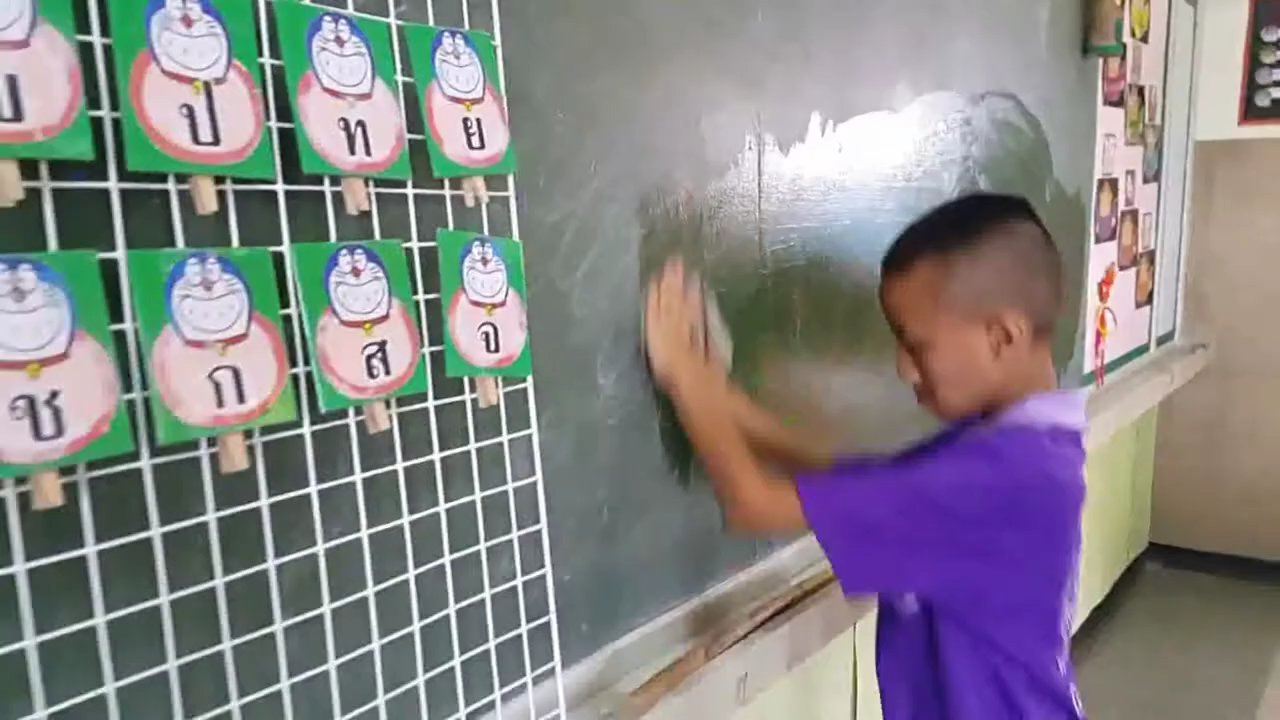 ป ท ย
ช ก ส จ